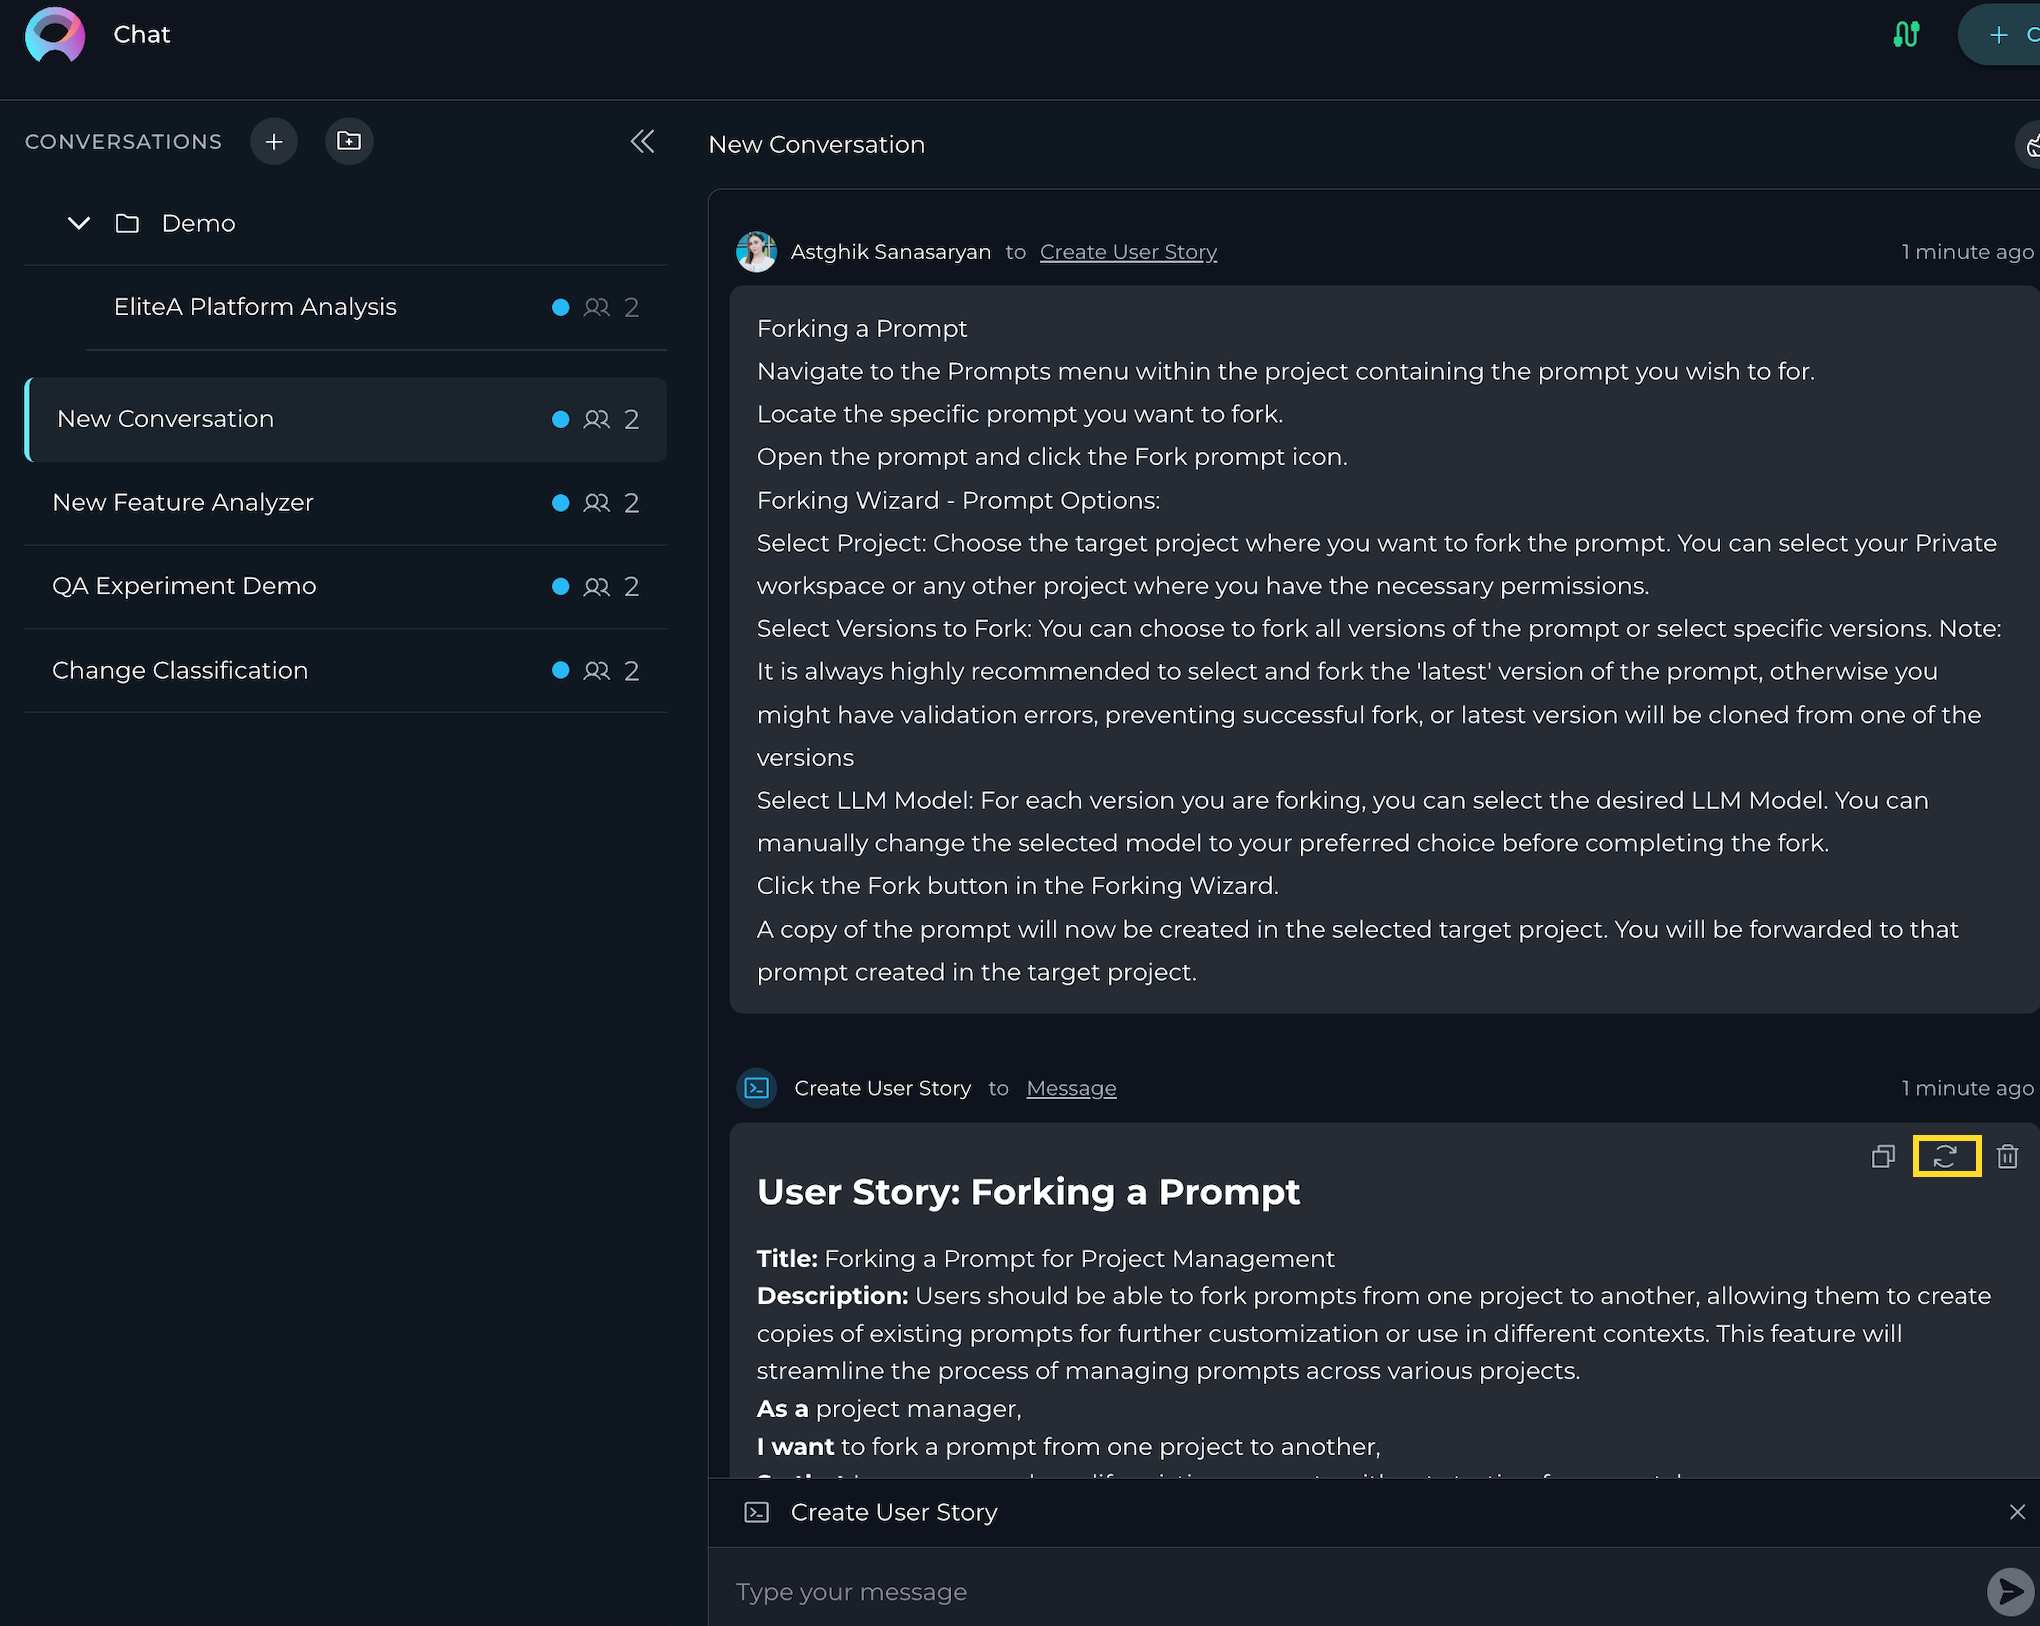 Chat
CONVERSATIONS
Demo
EliteA Platform Analysis 2
New Conversation 2
New Feature Analyzer 2
QA Experiment Demo 2
Change Classification 2
New Conversation
Astghik Sanasaryan to Create User Story 1 minute ago
Forking a Prompt
Navigate to the Prompts menu within the project containing the prompt you wish to for.
Locate the specific prompt you want to fork.
Open the prompt and click the Fork prompt icon.
Forking Wizard - Prompt Options:
Select Project: Choose the target project where you want to fork the prompt. You can select your Private
workspace or any other project where you have the necessary permissions.
Select Versions to Fork: You can choose to fork all versions of the prompt or select specific versions. Note:
It is always highly recommended to select and fork the 'latest' version of the prompt, otherwise you
might have validation errors, preventing successful fork, or latest version will be cloned from one of the
versions
Select LLM Model: For each version you are forking, you can select the desired LLM Model. You can
manually change the selected model to your preferred choice before completing the fork.
Click the Fork button in the Forking Wizard.
A copy of the prompt will now be created in the selected target project. You will be forwarded to that
prompt created in the target project.
Create User Story to Message 1 minute ago
User Story: Forking a Prompt
Title: Forking a Prompt for Project Management
Description: Users should be able to fork prompts from one project to another, allowing them to create
copies of existing prompts for further customization or use in different contexts. This feature will
streamline the process of managing prompts across various projects.
As a project manager,
I want to fork a prompt from one project to another,
Create User Story
Type your message